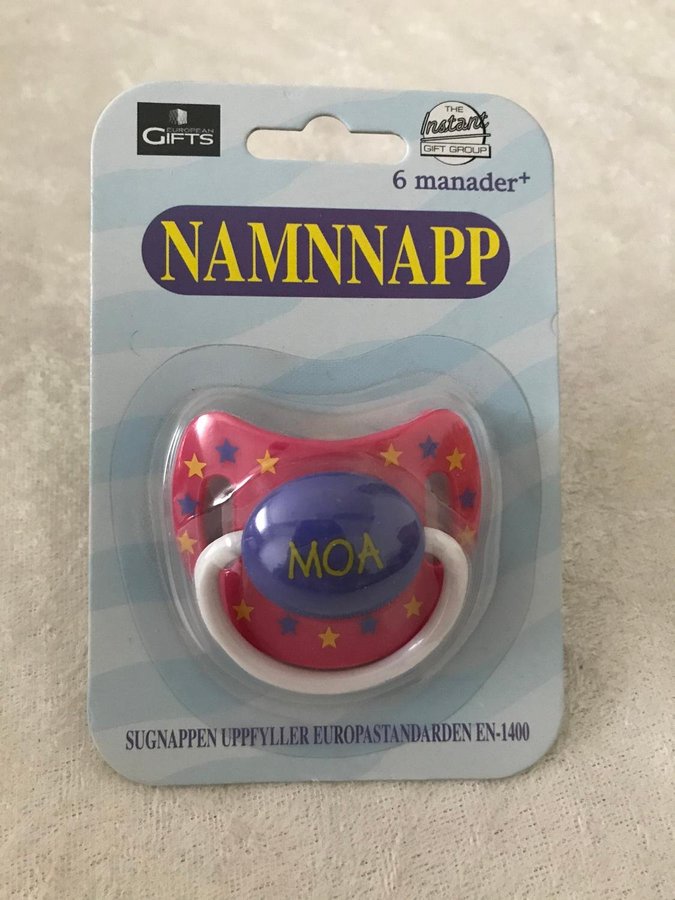 EUROPEAN
GIFTS
THE
Instant
GIFT GROUP
6 manader+
NAMNNAPP
MOA
SUGNAPPEN UPPFYLLER EUROPASTANDARDEN EN-1400